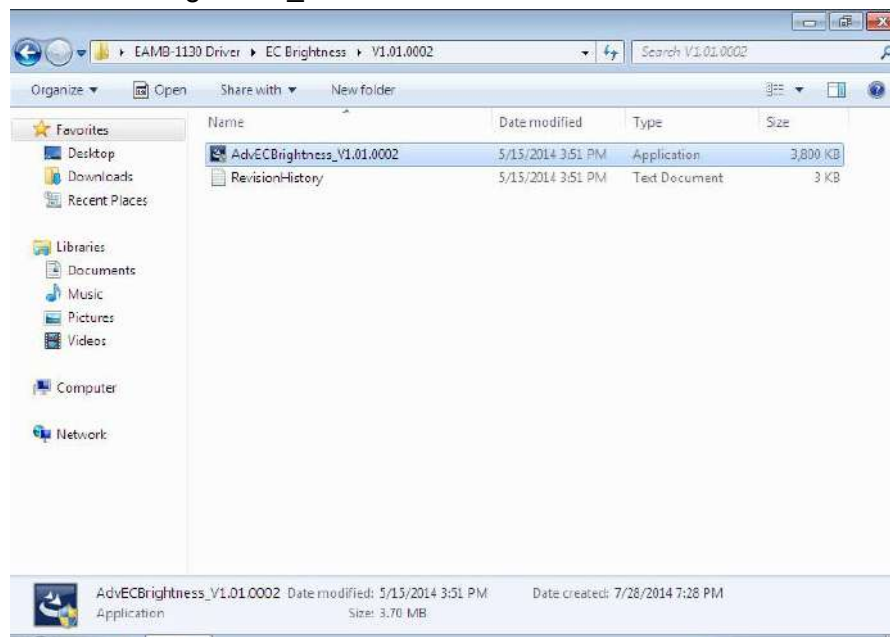 EAMB-1130 Driver ▸ EC Brightness ▸ V1.01.0002
Search V1.01.0002
Organize ▾ Open Share with ▾ New folder
Name Date modified Type Size
AdvECBrightness_V1.01.0002 5/15/2014 3:51 PM Application 3,800 KB
RevisionHistory 5/15/2014 3:51 PM Text Document 3 KB
Favorites
Desktop
Downloads
Recent Places
Libraries
Documents
Music
Pictures
Videos
Computer
Network
AdvECBrightness_V1.01.0002 Date modified: 5/15/2014 3:51 PM Date created: 7/28/2014 7:28 PM
Application Size: 3.70 MB